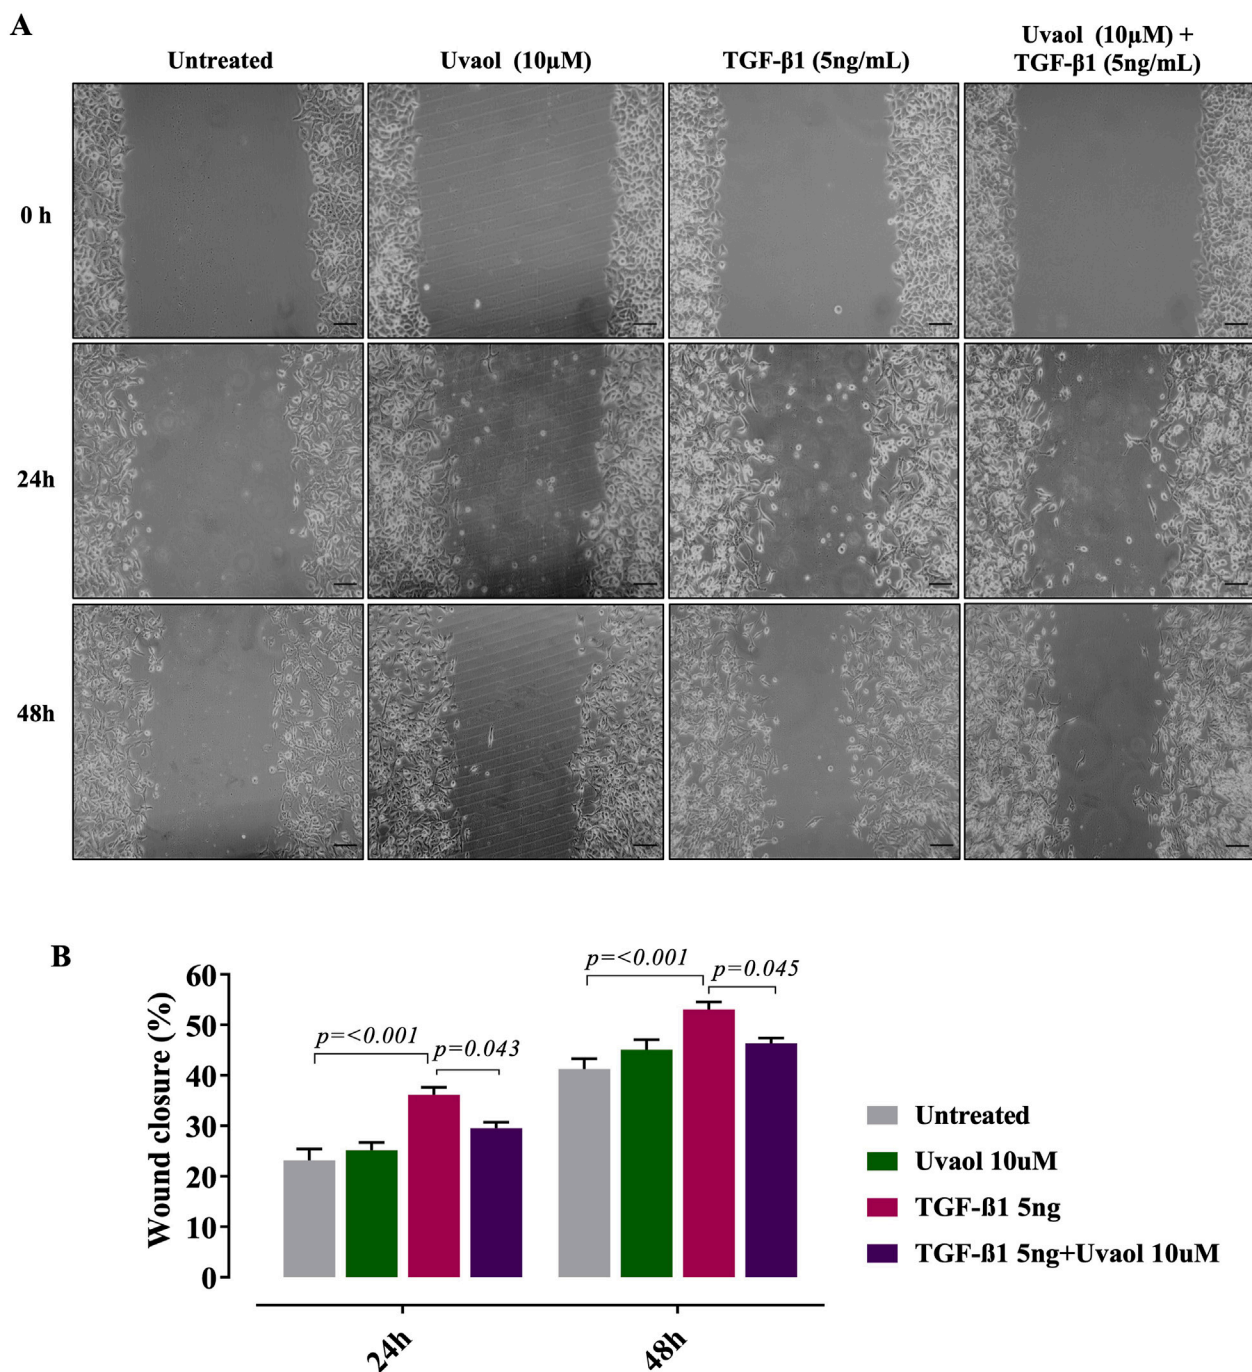 A
Untreated
Uvaol (10μM)
TGF-β1 (5ng/mL)
Uvaol (10μM) +
TGF-β1 (5ng/mL)
0 h
24h
48h
B
Wound closure (%)
60
50
40
30
20
10
0
p=<0.001
p=0.043
p=<0.001
p=0.045
24h
48h
Untreated
Uvaol 10uM
TGF-ß1 5ng
TGF-ß1 5ng+Uvaol 10uM